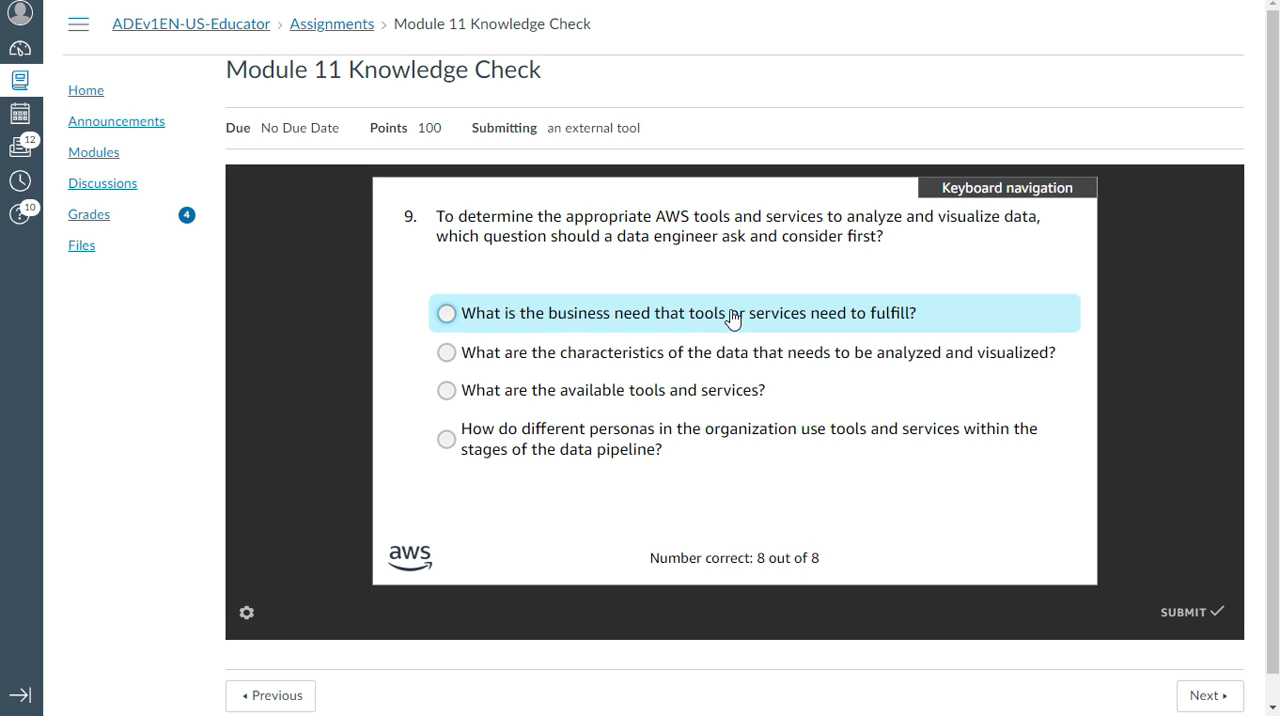 ADEv1EN-US-Educator › Assignments › Module 11 Knowledge Check
Module 11 Knowledge Check
Home
Announcements
Modules
Discussions
Grades 4
Files
12
10
Due No Due Date Points 100 Submitting an external tool
Keyboard navigation
9. To determine the appropriate AWS tools and services to analyze and visualize data,
which question should a data engineer ask and consider first?
What is the business need that tools or services need to fulfill?
What are the characteristics of the data that needs to be analyzed and visualized?
What are the available tools and services?
How do different personas in the organization use tools and services within the
stages of the data pipeline?
aws
Number correct: 8 out of 8
SUBMIT
Previous
Next